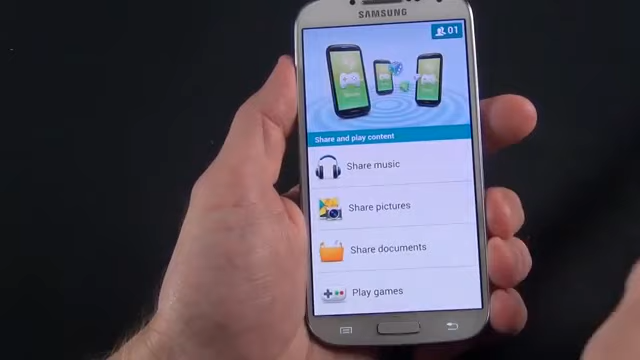 SAMSUNG
01
Share and play content
Share music
Share pictures
Share documents
Play games